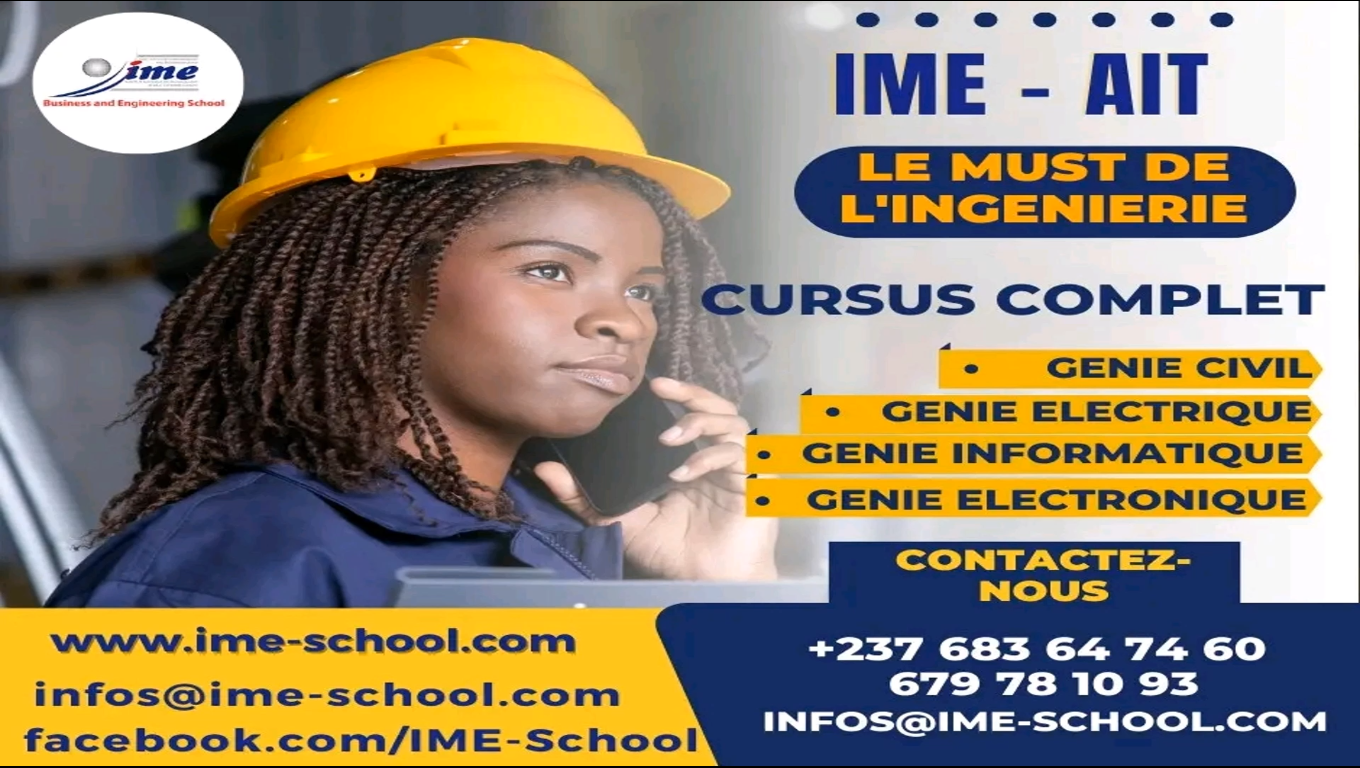 ime
Business and Engineering School
IME - AIT
LE MUST DE
L'INGENIERIE
CURSUS COMPLET
• GENIE CIVIL
• GENIE ELECTRIQUE
• GENIE INFORMATIQUE
• GENIE ELECTRONIQUE
CONTACTEZ-
NOUS
+237 683 64 74 60
679 78 10 93
INFOS@IME-SCHOOL.COM
www.ime-school.com
infos@ime-school.com
facebook.com/IME-School